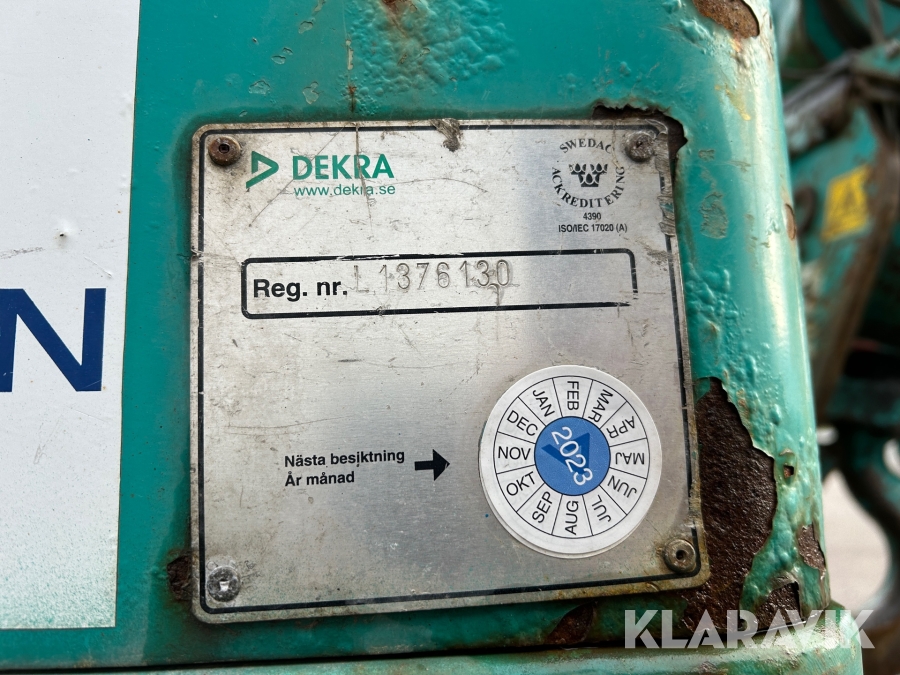 DEKRA
www.dekra.se
SWEDAC
ACKREDITERING
4390
ISO/IEC 17020 (A)
Reg. nr. L1376130
N
Nästa besiktning
År månad
JAN
FEB
MAR
APR
MAJ
JUN
JUL
AUG
SEP
OKT
NOV
DEC
2023
KLARAVIK